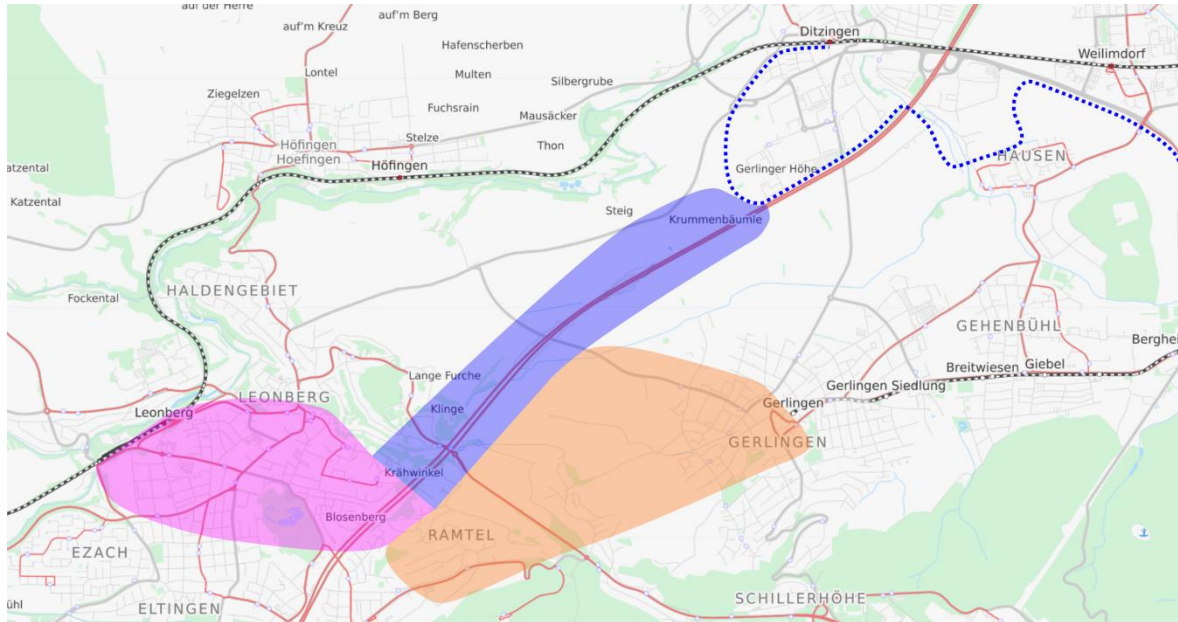 auf der Herre
auf'm Berg
auf'm Kreuz
Ditzingen
Hafenscherben
Weilimdorf
Lontel
Multen
Silbergrube
Ziegelzen
Fuchsrain
Mausäcker
Stelze
Höfingen
Hoefingen
Thon
HAUSEN
Höfingen
Gerlinger Höhe
atzental
Katzental
Steig
Krummenbäumle
HALDENGEBIET
Fockental
GEHENBÜHL
Berghei
Giebel
Breitwiesen
Lange Furche
Gerlingen Siedlung
LEONBERG
Gerlingen
Leonberg
Klinge
GERLINGEN
Krähwinkel
Blosenberg
RAMTEL
EZACH
SCHILLERHÖHE
ühl
ELTINGEN